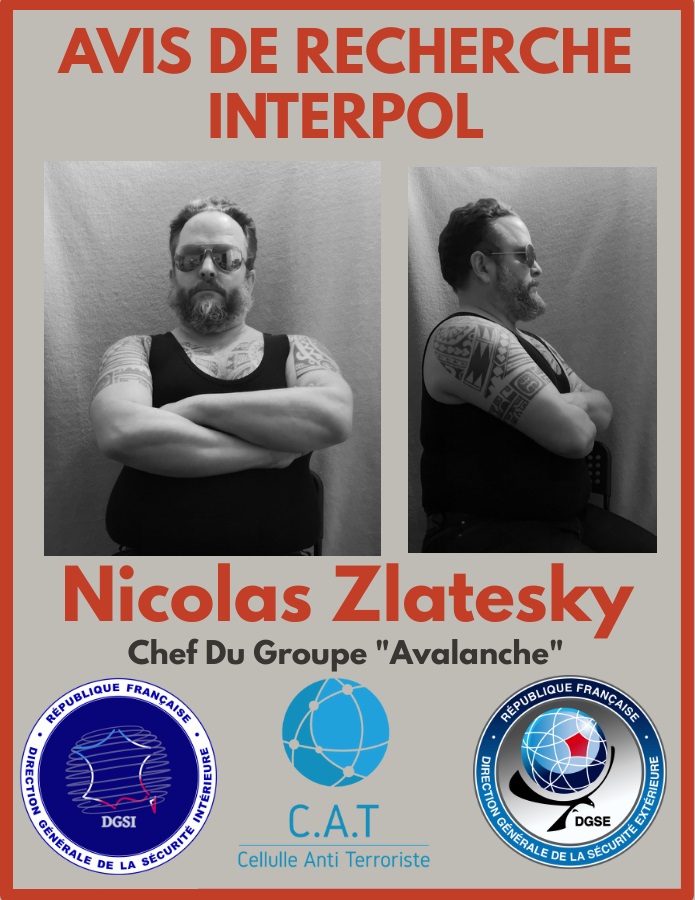 AVIS DE RECHERCHE
INTERPOL
Nicolas Zlatesky
Chef Du Groupe "Avalanche"
• RÉPUBLIQUE FRANÇAISE •
DIRECTION GÉNÉRALE DE LA SÉCURITÉ INTÉRIEURE
DGSI
C.A.T
Cellulle Anti Terroriste
• RÉPUBLIQUE FRANÇAISE •
DIRECTION GÉNÉRALE DE LA SÉCURITÉ EXTÉRIEURE
DGSE